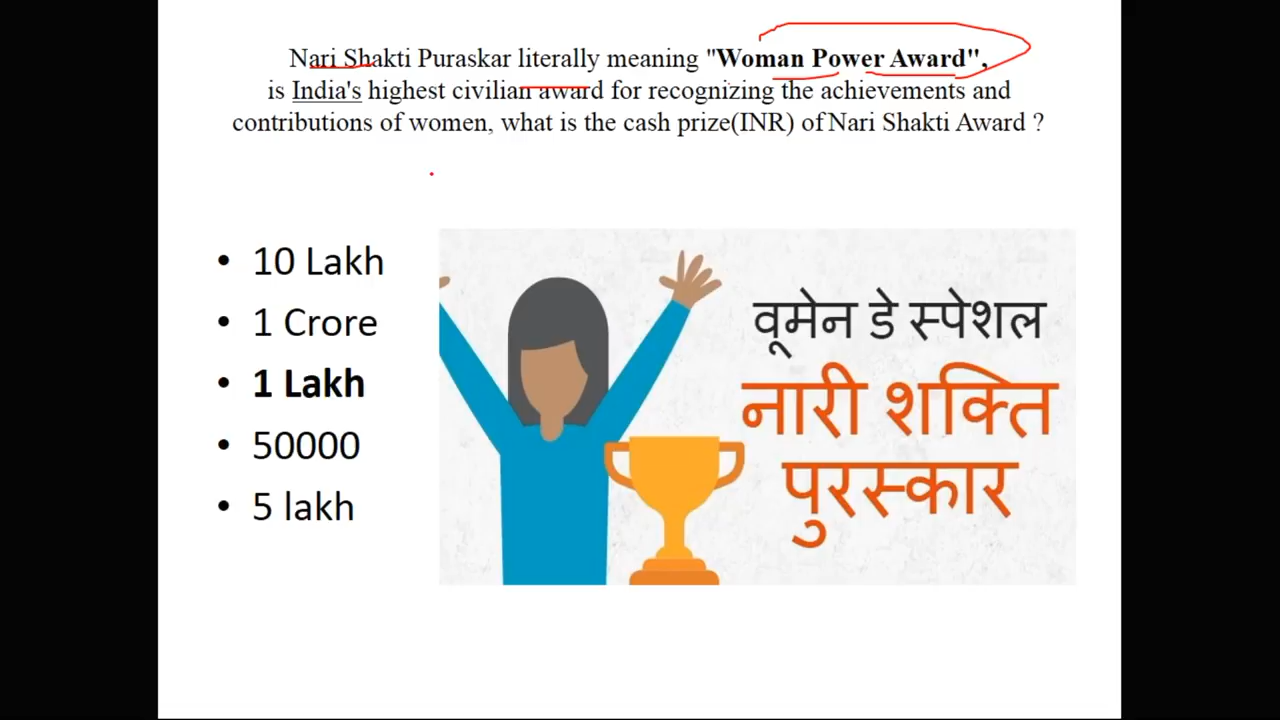 Nari Shakti Puraskar literally meaning "Woman Power Award",
is India's highest civilian award for recognizing the achievements and
contributions of women, what is the cash prize(INR) of Nari Shakti Award ?
• 10 Lakh
• 1 Crore
• 1 Lakh
• 50000
• 5 lakh
वूमेन डे स्पेशल
नारी शक्ति
पुरस्कार